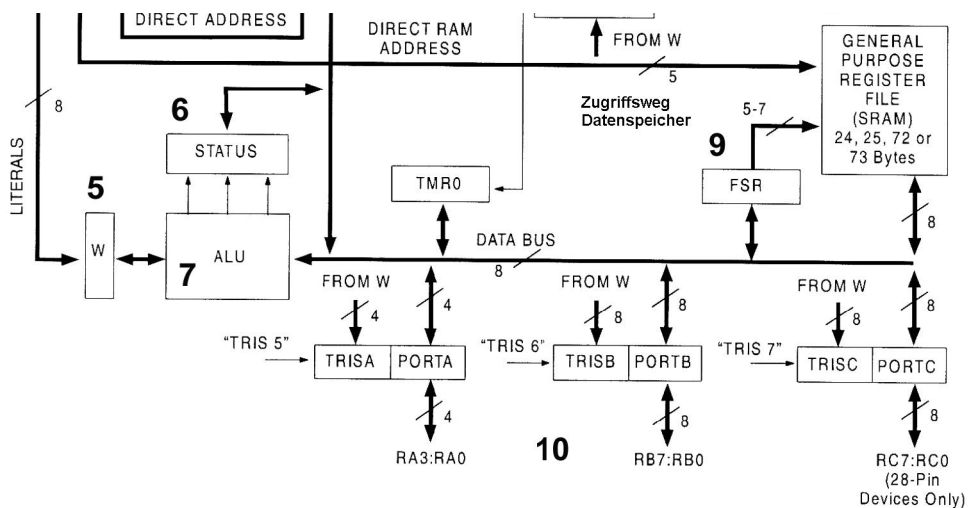 DIRECT ADDRESS
DIRECT RAM
ADDRESS
FROM W
5
GENERAL
PURPOSE
REGISTER
FILE
(SRAM)
24, 25, 72 or
73 Bytes
8
LITERALS
6
STATUS
Zugriffsweg
Datenspeicher
5-7
9
FSR
5
TMR0
8
W
7
ALU
DATA BUS
8
FROM W
4
4
FROM W
8
8
FROM W
8
8
"TRIS 5"
TRISA
PORTA
"TRIS 6"
TRISB
PORTB
"TRIS 7"
TRISC
PORTC
4
8
8
10
RA3:RA0
RB7:RB0
RC7:RC0
(28-Pin
Devices Only)